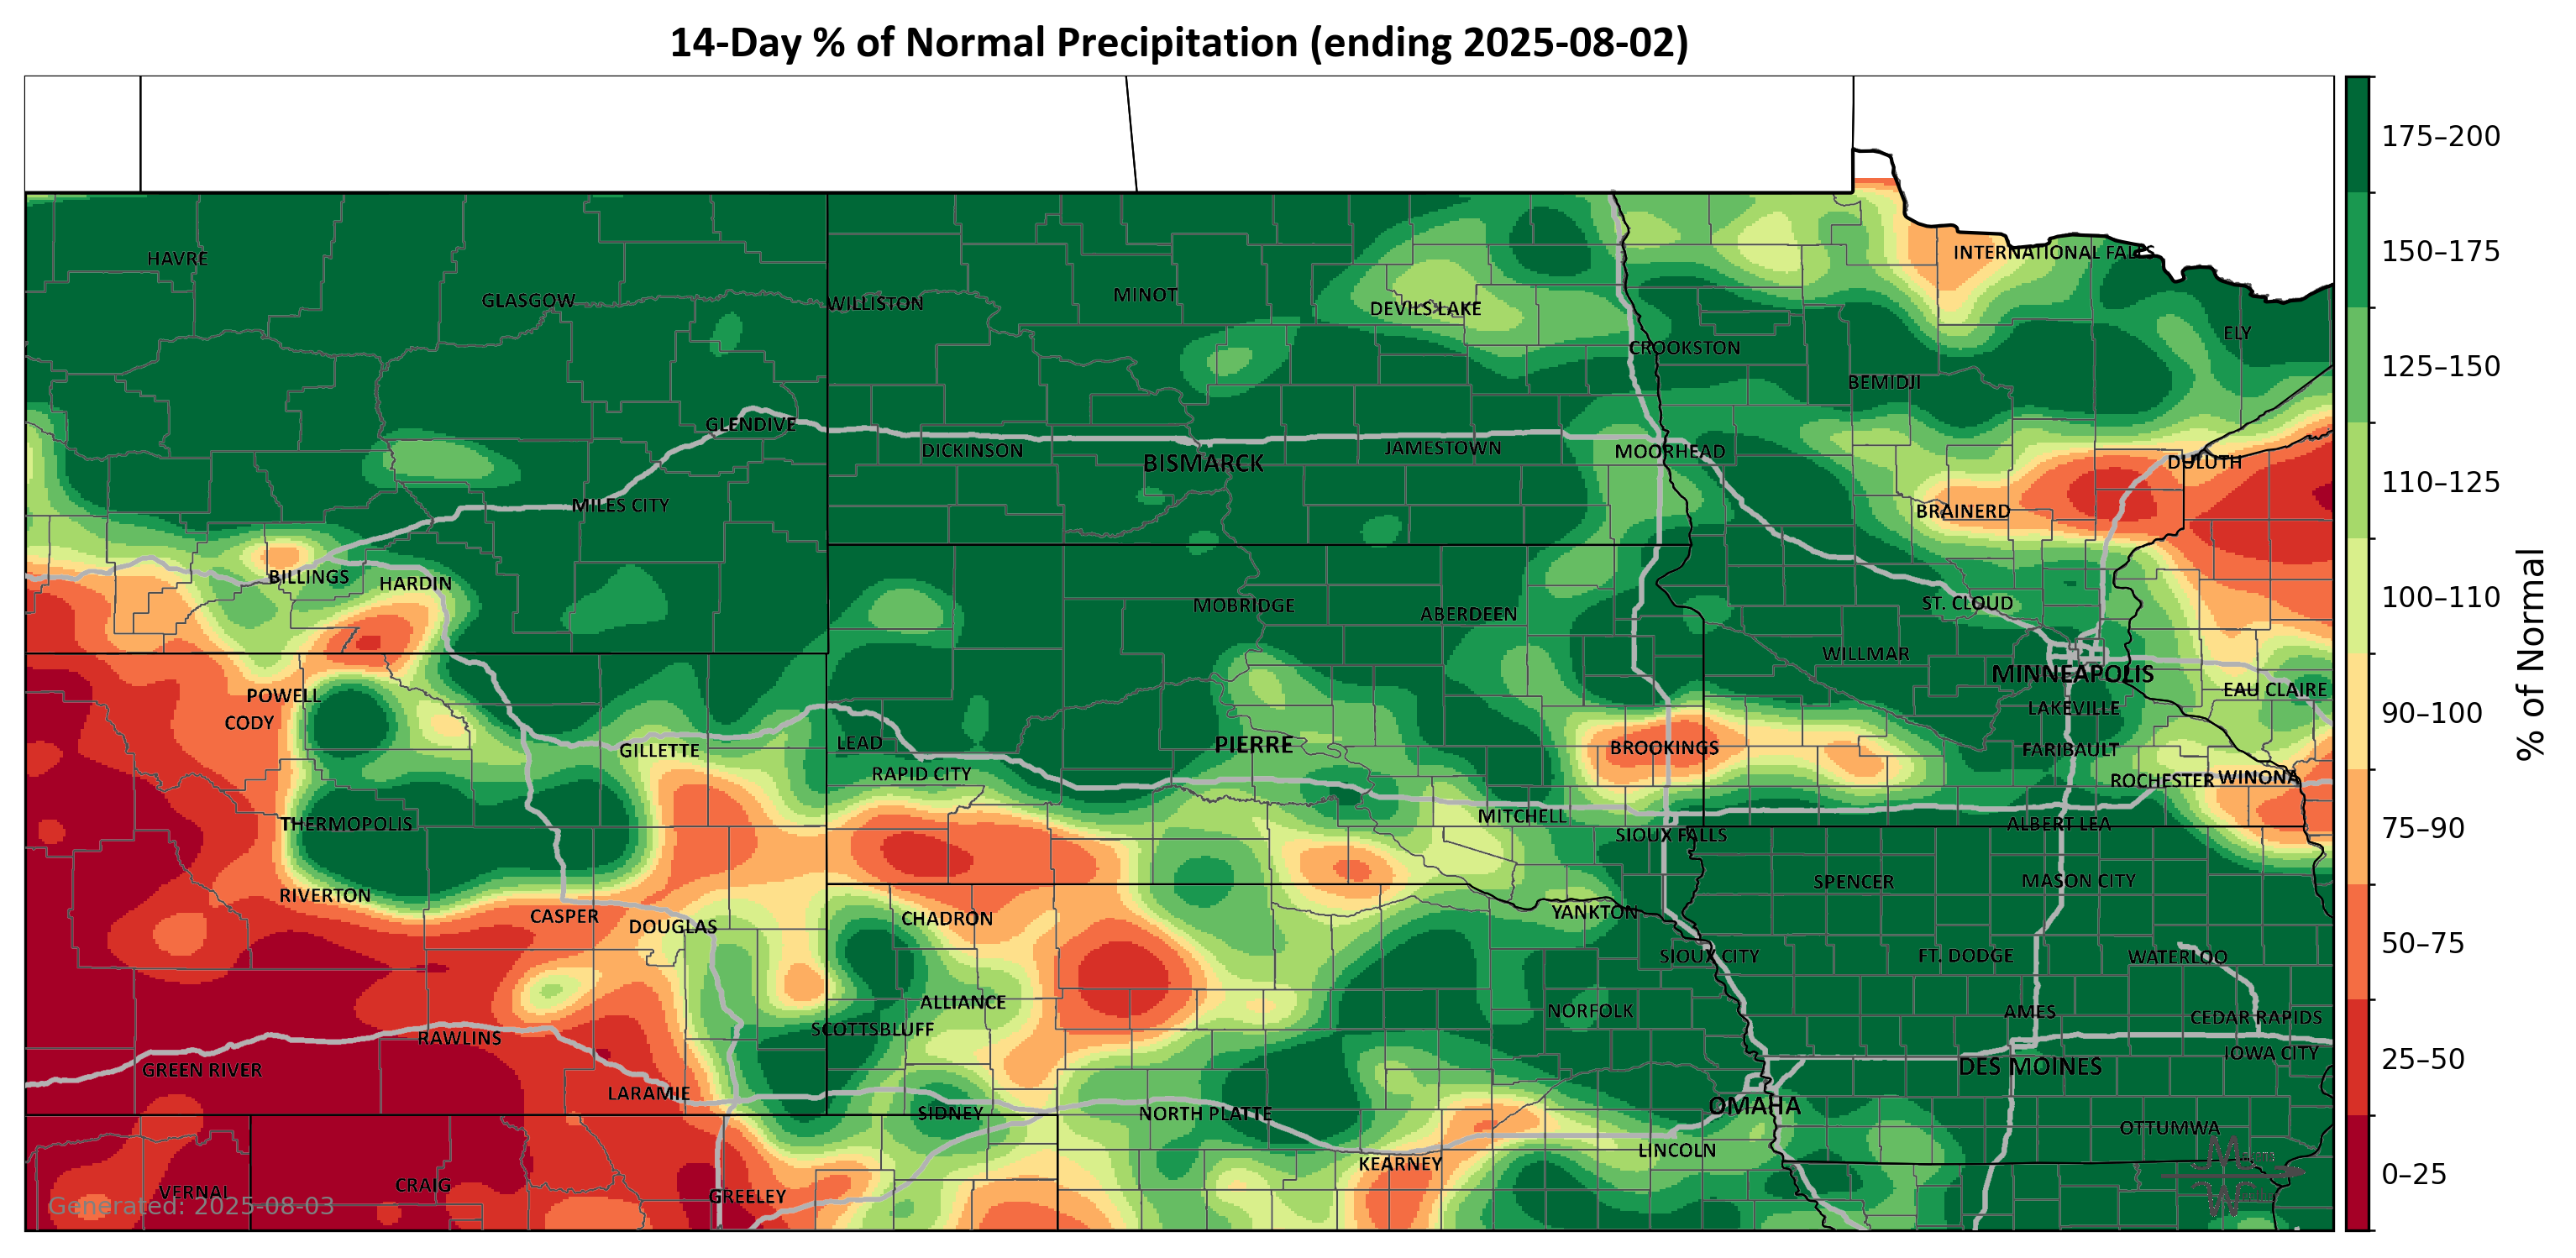 14-Day % of Normal Precipitation (ending 2025-08-02)
175–200
HAVRE
INTERNATIONAL FALLS
150–175
GLASGOW
WILLISTON
MINOT
DEVILS LAKE
ELY
CROOKSTON
125–150
BEMIDJI
GLENDIVE
DICKINSON
BISMARCK
JAMESTOWN
MOORHEAD
DULUTH
110–125
MILES CITY
BRAINERD
BILLINGS
HARDIN
100–110
MOBRIDGE
ABERDEEN
ST. CLOUD
WILLMAR
MINNEAPOLIS
% of Normal
POWELL
EAU CLAIRE
CODY
LAKEVILLE
90–100
GILLETTE
LEAD
PIERRE
BROOKINGS
FARIBAULT
RAPID CITY
ROCHESTER
WINONA
THERMOPOLIS
MITCHELL
SIOUX FALLS
ALBERT LEA
75–90
RIVERTON
SPENCER
MASON CITY
CASPER
DOUGLAS
CHADRON
YANKTON
50–75
SIOUX CITY
FT. DODGE
WATERLOO
ALLIANCE
NORFOLK
AMES
SCOTTSBLUFF
CEDAR RAPIDS
RAWLINS
IOWA CITY
25–50
GREEN RIVER
DES MOINES
LARAMIE
SIDNEY
NORTH PLATTE
OMAHA
OTTUMWA
LINCOLN
KEARNEY
0–25
VERNAL
CRAIG
GREELEY
Generated: 2025-08-03